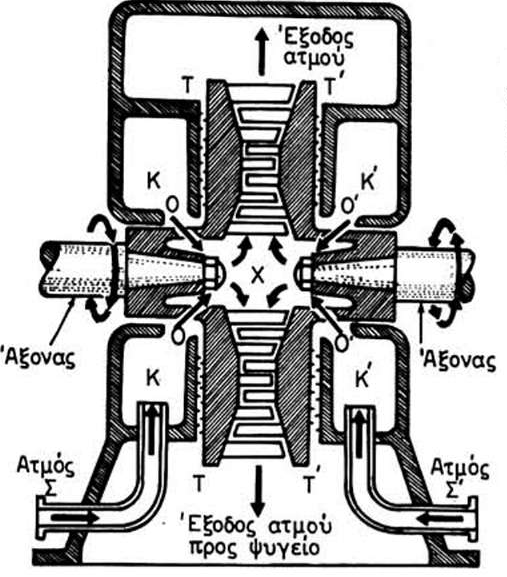 Έξοδος
ατμού
Τ Τ′
Κ Κ′
Ο Ο′
Χ
Ο Ο′
Άξονας Άξονας
Κ Κ′
Ατμός
Σ
Ατμός
Σ′
Τ Τ′
Έξοδος ατμού
προς ψυγείο